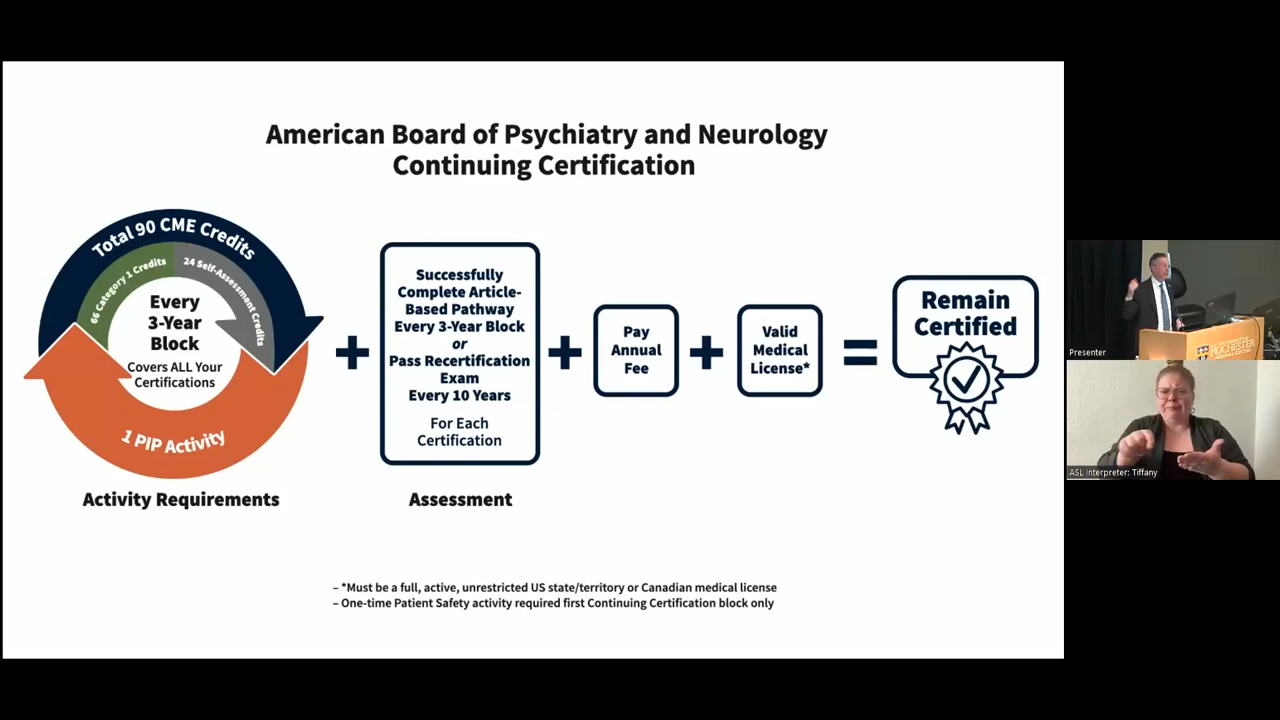 American Board of Psychiatry and Neurology
Continuing Certification
Total 90 CME Credits
66 Category 1 Credits
24 Self-Assessment Credits
Every
3-Year
Block
Covers ALL Your
Certifications
1 PIP Activity
Activity Requirements
+
Successfully
Complete Article-
Based Pathway
Every 3-Year Block
or
Pass Recertification
Exam
Every 10 Years
For Each
Certification
Assessment
+
Pay
Annual
Fee
+
Valid
Medical
License*
=
Remain
Certified
– *Must be a full, active, unrestricted US state/territory or Canadian medical license
– One-time Patient Safety activity required first Continuing Certification block only
ROCHESTER
Presenter
ASL Interpreter: Tiffany